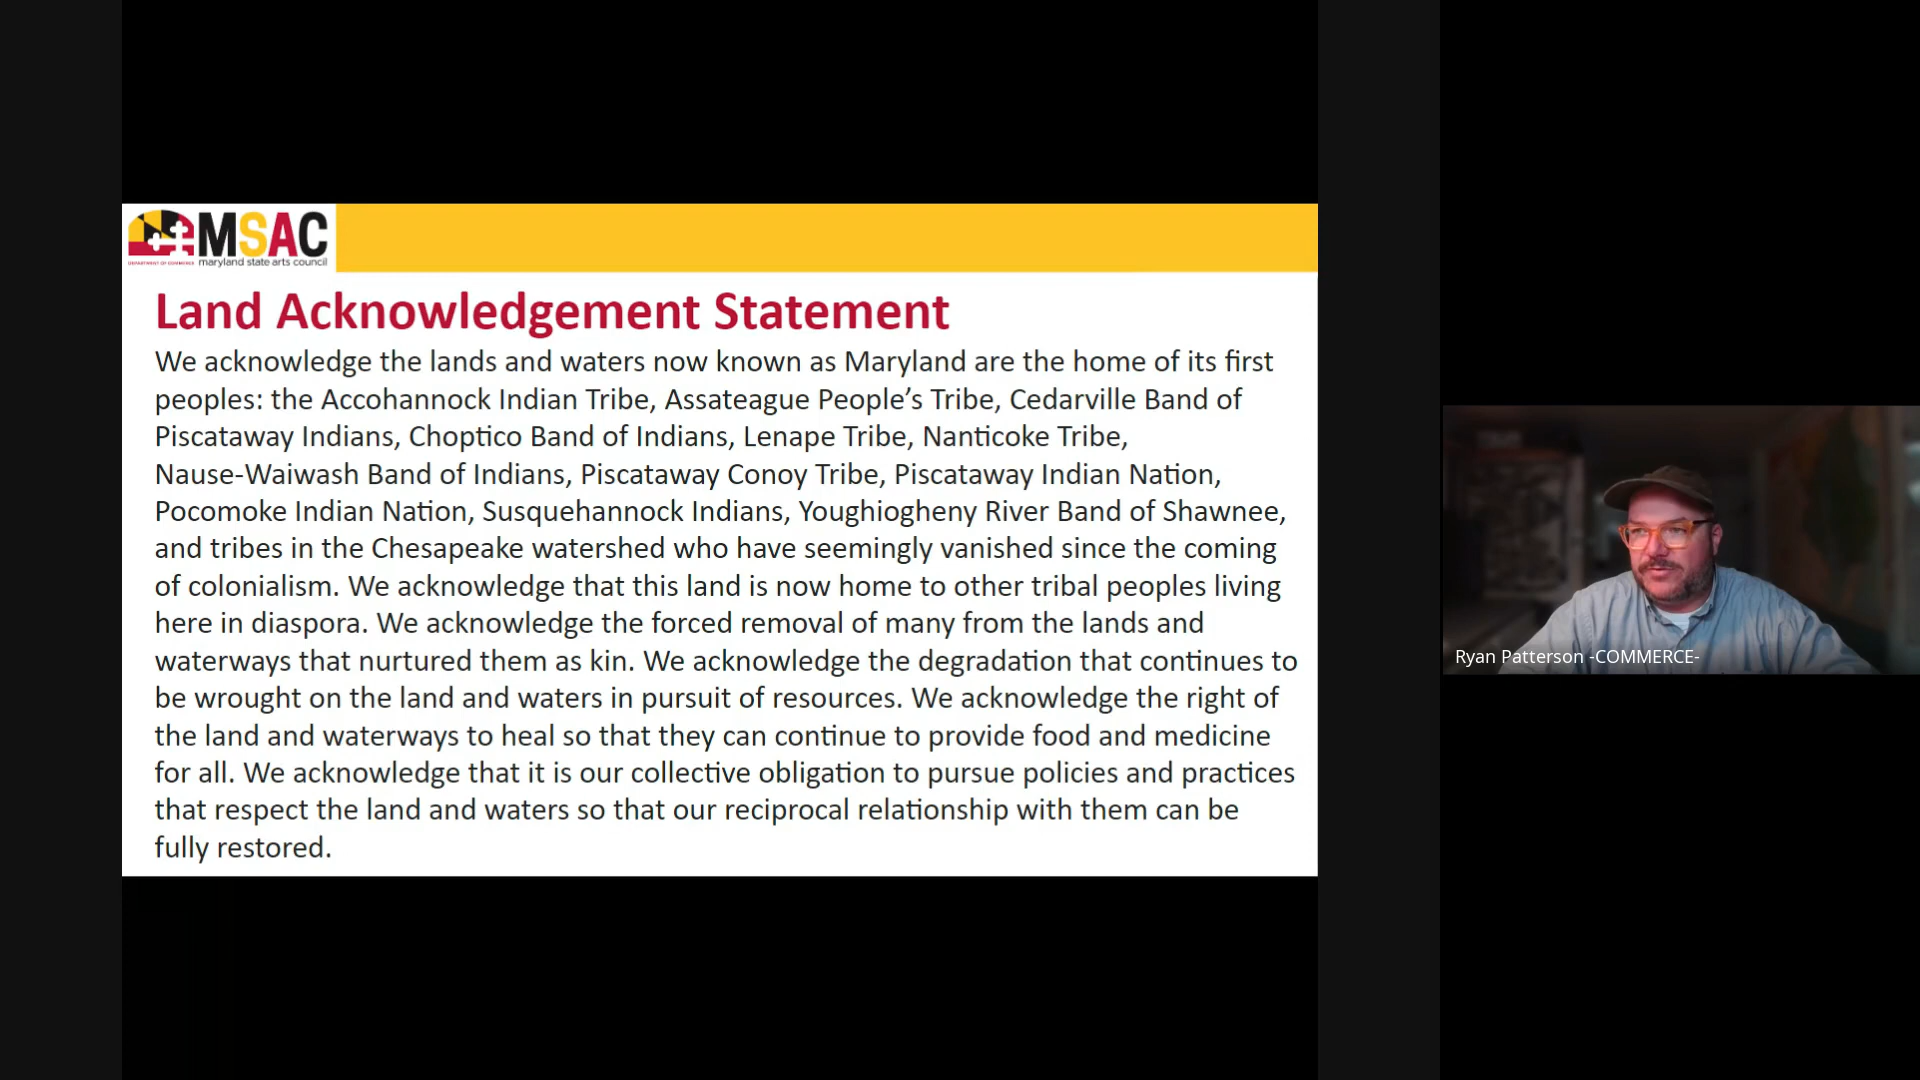 MSAC
DEPARTMENT OF COMMERCE
maryland state arts council
Land Acknowledgement Statement
We acknowledge the lands and waters now known as Maryland are the home of its first
peoples: the Accohannock Indian Tribe, Assateague People’s Tribe, Cedarville Band of
Piscataway Indians, Choptico Band of Indians, Lenape Tribe, Nanticoke Tribe,
Nause-Waiwash Band of Indians, Piscataway Conoy Tribe, Piscataway Indian Nation,
Pocomoke Indian Nation, Susquehannock Indians, Youghiogheny River Band of Shawnee,
and tribes in the Chesapeake watershed who have seemingly vanished since the coming
of colonialism. We acknowledge that this land is now home to other tribal peoples living
here in diaspora. We acknowledge the forced removal of many from the lands and
waterways that nurtured them as kin. We acknowledge the degradation that continues to
be wrought on the land and waters in pursuit of resources. We acknowledge the right of
the land and waterways to heal so that they can continue to provide food and medicine
for all. We acknowledge that it is our collective obligation to pursue policies and practices
that respect the land and waters so that our reciprocal relationship with them can be
fully restored.
Ryan Patterson -COMMERCE-